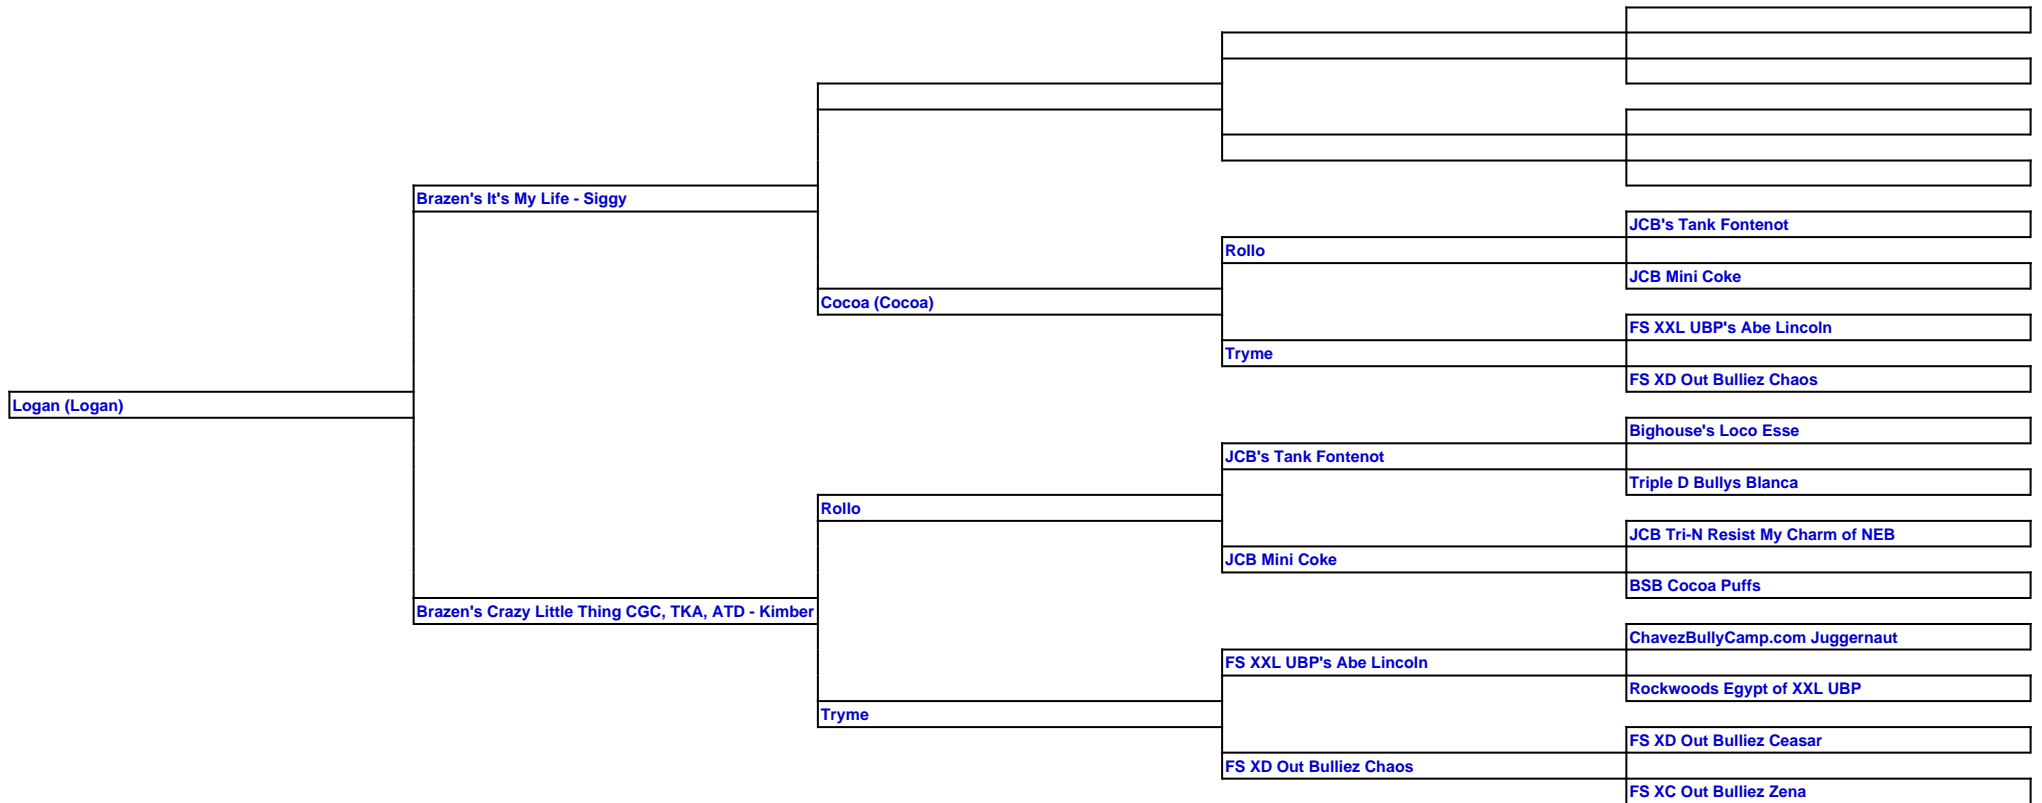 Brazen's It's My Life - Siggy
JCB's Tank Fontenot
Rollo
JCB Mini Coke
Cocoa (Cocoa)
FS XXL UBP's Abe Lincoln
Tryme
FS XD Out Bulliez Chaos
Logan (Logan)
Bighouse's Loco Esse
JCB's Tank Fontenot
Triple D Bullys Blanca
Rollo
JCB Tri-N Resist My Charm of NEB
JCB Mini Coke
BSB Cocoa Puffs
Brazen's Crazy Little Thing CGC, TKA, ATD - Kimber
ChavezBullyCamp.com Juggernaut
FS XXL UBP's Abe Lincoln
Rockwoods Egypt of XXL UBP
Tryme
FS XD Out Bulliez Ceasar
FS XD Out Bulliez Chaos
FS XC Out Bulliez Zena